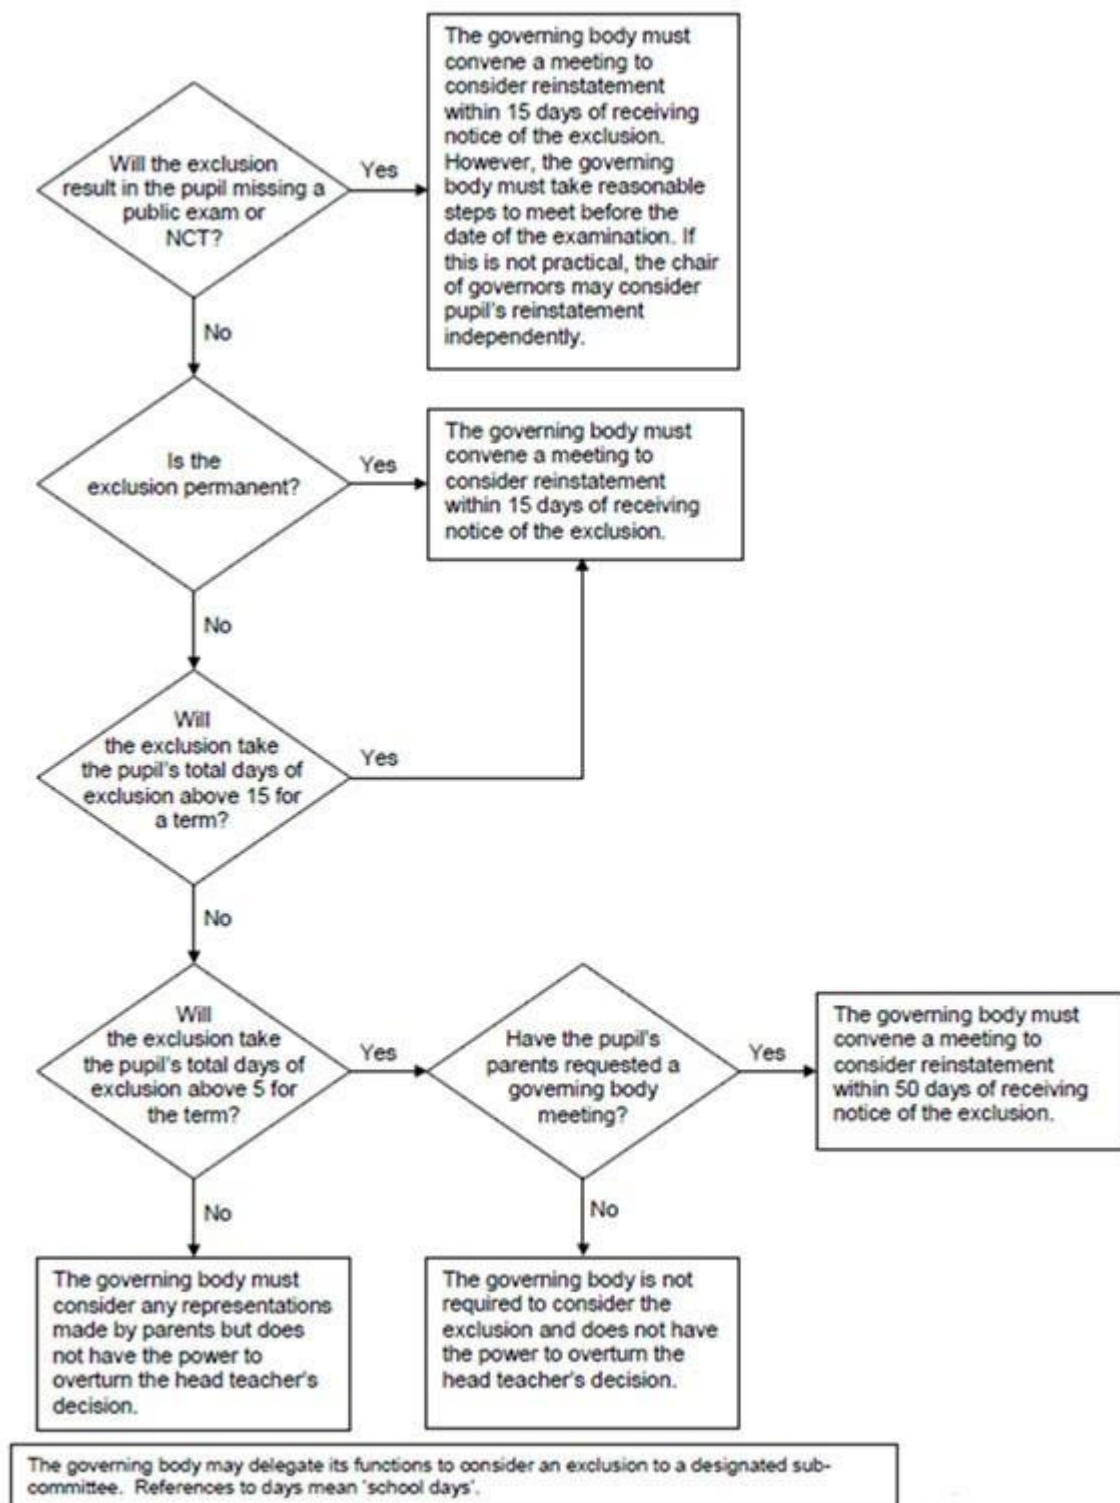 The governing body must
convene a meeting to
consider reinstatement
within 15 days of receiving
notice of the exclusion.
However, the governing
body must take reasonable
steps to meet before the
date of the examination. If
this is not practical, the chair
of governors may consider
pupil's reinstatement
independently.
Will the exclusion
result in the pupil missing a
public exam or
NCT?
Yes
No
Is the
exclusion permanent?
Yes
The governing body must
convene a meeting to
consider reinstatement
within 15 days of receiving
notice of the exclusion.
No
Will
the exclusion take
the pupil's total days of
exclusion above 15 for
a term?
Yes
No
Will
the exclusion take
the pupil's total days of
exclusion above 5 for
the term?
Yes
Have the pupil's
parents requested a
governing body
meeting?
Yes
The governing body must
convene a meeting to
consider reinstatement
within 50 days of receiving
notice of the exclusion.
No
No
The governing body must
consider any representations
made by parents but does
not have the power to
overturn the head teacher's
decision.
The governing body is not
required to consider the
exclusion and does not have
the power to overturn the
head teacher's decision.
The governing body may delegate its functions to consider an exclusion to a designated sub-
committee. References to days mean 'school days'.